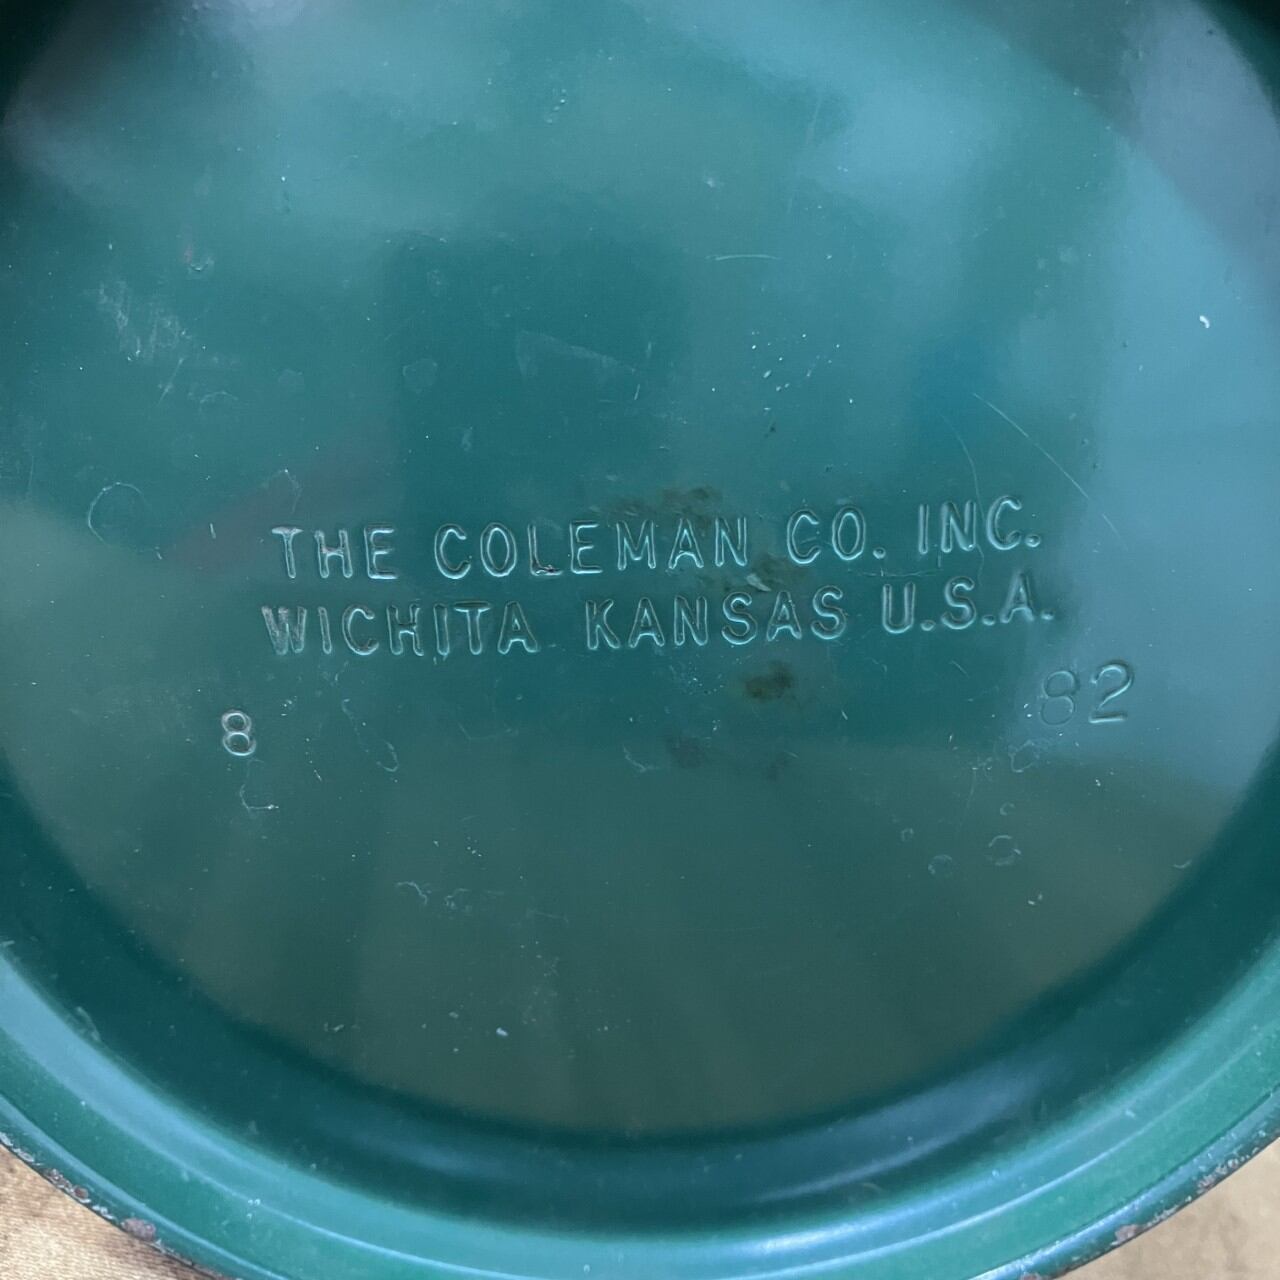 THE COLEMAN CO. INC.
WICHITA KANSAS U.S.A.
8 82